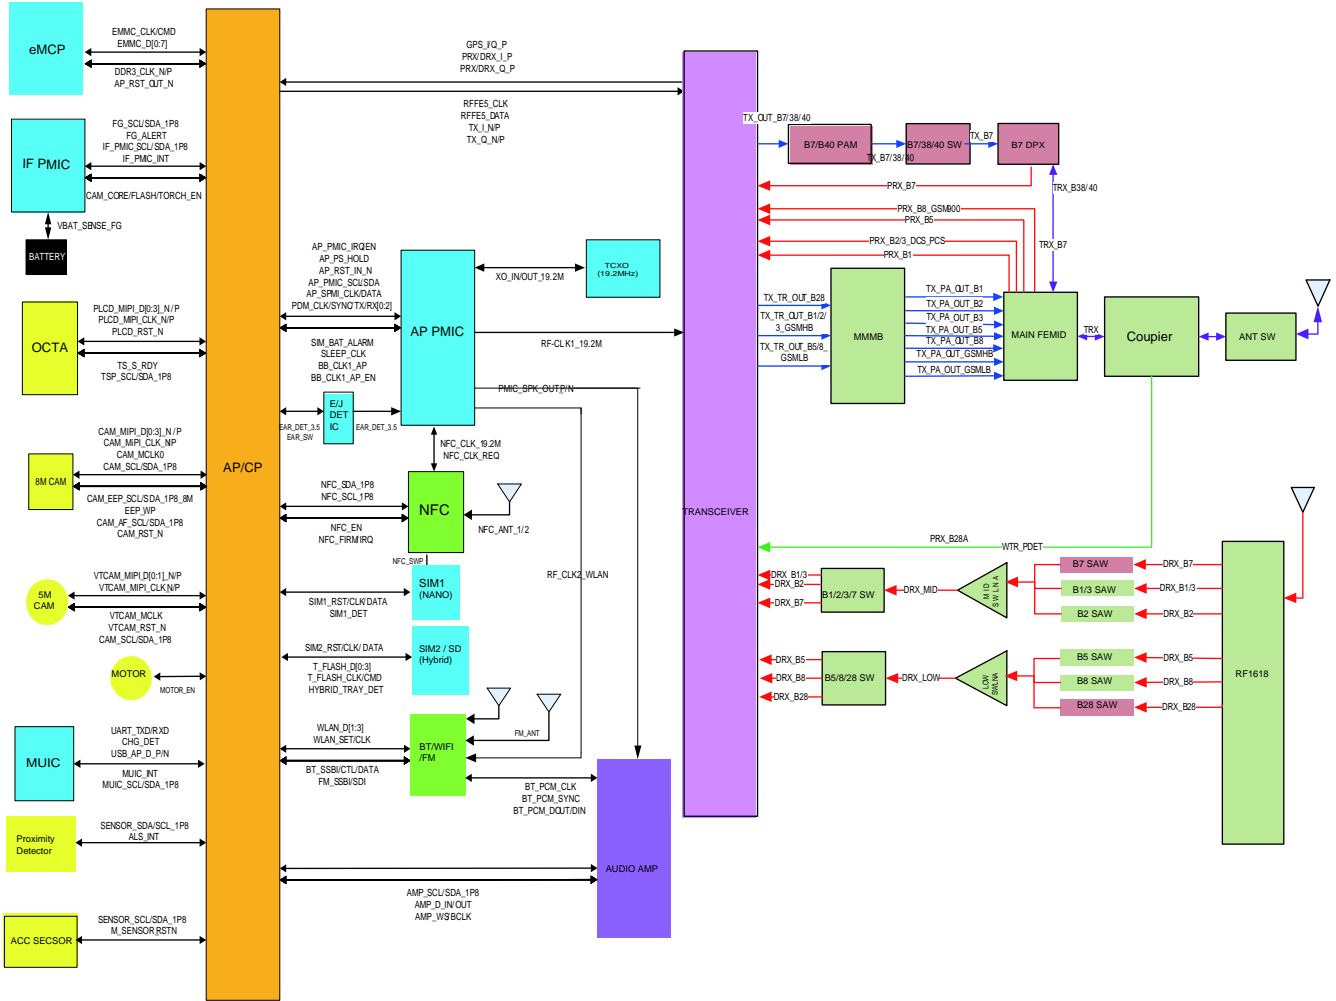 eMCP
EMMC_CLK/CMD
EMMC_D[0:7]
DDR3_CLK_N/P
AP_RST_OUT_N
IF PMIC
FG_SCL/SDA_1P8
FG_ALERT
IF_PMIC_SCL/SDA_1P8
IF_PMIC_INT
CAM_CORE/FLASH/TORCH_EN
VBAT_SENSE_FG
BATTERY
OCTA
PLCD_MIPI_D[0:3]_N/P
PLCD_MIPI_CLK_N/P
PLCD_RST_N
TS_S_RDY
TSP_SCL/SDA_1P8
8M CAM
CAM_MIPI_D[0:3]_N/P
CAM_MIPI_CLK_N/P
CAM_MCLK0
CAM_SCL/SDA_1P8
CAM_EEP_SCL/SDA_1P8_8M
EEP_WP
CAM_AF_SCL/SDA_1P8
CAM_RST_N
5M
CAM
VTCAM_MIPI_D[0:1]_N/P
VTCAM_MIPI_CLK_N/P
VTCAM_MCLK
VTCAM_RST_N
CAM_SCL/SDA_1P8
MOTOR
MOTOR_EN
MUIC
UART_TXD/RXD
CHG_DET
USB_AP_D_P/N
MUIC_INT
MUIC_SCL/SDA_1P8
Proximity
Detector
SENSOR_SDA/SCL_1P8
ALS_INT
ACC SECSOR
SENSOR_SCL/SDA_1P8
M_SENSOR_RSTN
AP/CP
GPS_I/Q_P
PRX/DRX_I_P
PRX/DRX_Q_P
RFFE5_CLK
RFFE5_DATA
TX_I_N/P
TX_Q_N/P
AP_PMIC_IRQ/EN
AP_PS_HOLD
AP_RST_IN_N
AP_PMIC_SCL/SDA
AP_SPMI_CLK/DATA
PDM_CLK/SYNC/TX/RX[0:2]
SIM_BAT_ALARM
SLEEP_CLK
BB_CLK1_AP
BB_CLK1_AP_EN
AP PMIC
XO_IN/OUT_19.2M
TCXO
(19.2MHz)
RF-CLK1_19.2M
PMIC_SPK_OUT_P/N
E/J
DET
IC
EAR_DET_3.5
EAR_SW
EAR_DET_3.5
NFC_CLK_19.2M
NFC_CLK_REQ
NFC_SDA_1P8
NFC_SCL_1P8
NFC_EN
NFC_FIRM/IRQ
NFC
NFC_ANT_1/2
NFC_SWP
SIM1
(NANO)
SIM1_RST/CLK/DATA
SIM1_DET
SIM2_RST/CLK/DATA
T_FLASH_D[0:3]
T_FLASH_CLK/CMD
HYBRID_TRAY_DET
SIM2 / SD
(Hybrid)
RF_CLK2_WLAN
WLAN_D[1:3]
WLAN_SET/CLK
BT_SSBI/CTL/DATA
FM_SSBI/SDI
BT/WIFI
/FM
FM_ANT
BT_PCM_CLK
BT_PCM_SYNC
BT_PCM_DOUT/DIN
AUDIO AMP
AMP_SCL/SDA_1P8
AMP_D_IN/OUT
AMP_WS/BCLK
TRANSCEIVER
TX_OUT_B7/38/40
B7/B40 PAM
TX_B7/38/40
B7/38/40 SW
TX_B7
B7 DPX
PRX_B7
TRX_B38/40
PRX_B8_GSM900
PRX_B5
PRX_B2/3_DCS_PCS
PRX_B1
TRX_B7
TX_TR_OUT_B28
TX_TR_OUT_B1/2/
3_GSMHB
TX_TR_OUT_B5/8_
GSMLB
MMMB
TX_PA_OUT_B1
TX_PA_OUT_B2
TX_PA_OUT_B3
TX_PA_OUT_B5
TX_PA_OUT_B8
TX_PA_OUT_GSMHB
TX_PA_OUT_GSMLB
MAIN FEMID
TRX
Coupier
ANT SW
PRX_B28A
WTR_PDET
DRX_B1/3
DRX_B2
DRX_B7
B1/2/3/7 SW
DRX_MID
MID
SWLNA
B7 SAW
B1/3 SAW
B2 SAW
DRX_B7
DRX_B1/3
DRX_B2
DRX_B5
DRX_B8
DRX_B28
B5/8/28 SW
DRX_LOW
LOW
SWLNA
B5 SAW
B8 SAW
B28 SAW
DRX_B5
DRX_B8
DRX_B28
RF1618